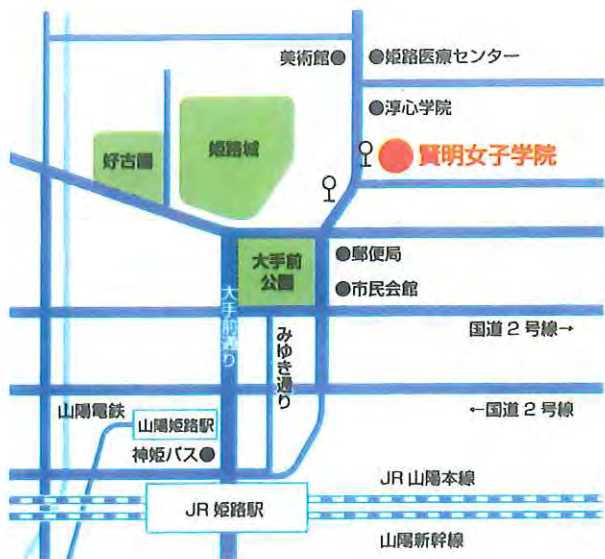 美術館●
●姫路医療センター
●淳心学院
好古園
姫路城
●賢明女子学院
大手前
公園
●郵便局
●市民会館
大手前通り
みゆき通り
国道2号線→
←国道2号線
山陽電鉄
山陽姫路駅
神姫バス●
JR山陽本線
JR姫路駅
山陽新幹線